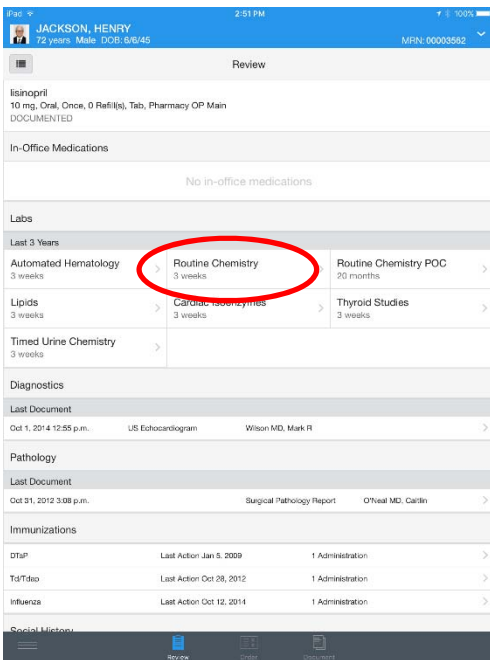 iPad 2:51 PM 100%
JACKSON, HENRY
72 years Male DOB:6/6/45 MRN: 00003582
Review
lisinopril
10 mg, Oral, Once, 0 Refill(s), Tab, Pharmacy OP Main
DOCUMENTED
In-Office Medications
No in-office medications
Labs
Last 3 Years
Automated Hematology Routine Chemistry Routine Chemistry POC
3 weeks 3 weeks 20 months
Lipids Cardiac Isoenzymes Thyroid Studies
3 weeks 3 weeks 3 weeks
Timed Urine Chemistry
3 weeks
Diagnostics
Last Document
Oct 1, 2014 12:55 p.m. US Echocardiogram Wilson MD, Mark R
Pathology
Last Document
Oct 31, 2012 3:08 p.m. Surgical Pathology Report O'Neal MD, Caitlin
Immunizations
DTaP Last Action Jan 5, 2009 1 Administration
Td/Tdap Last Action Oct 28, 2012 1 Administration
Influenza Last Action Oct 12, 2014 1 Administration
Social History
Review Order Document